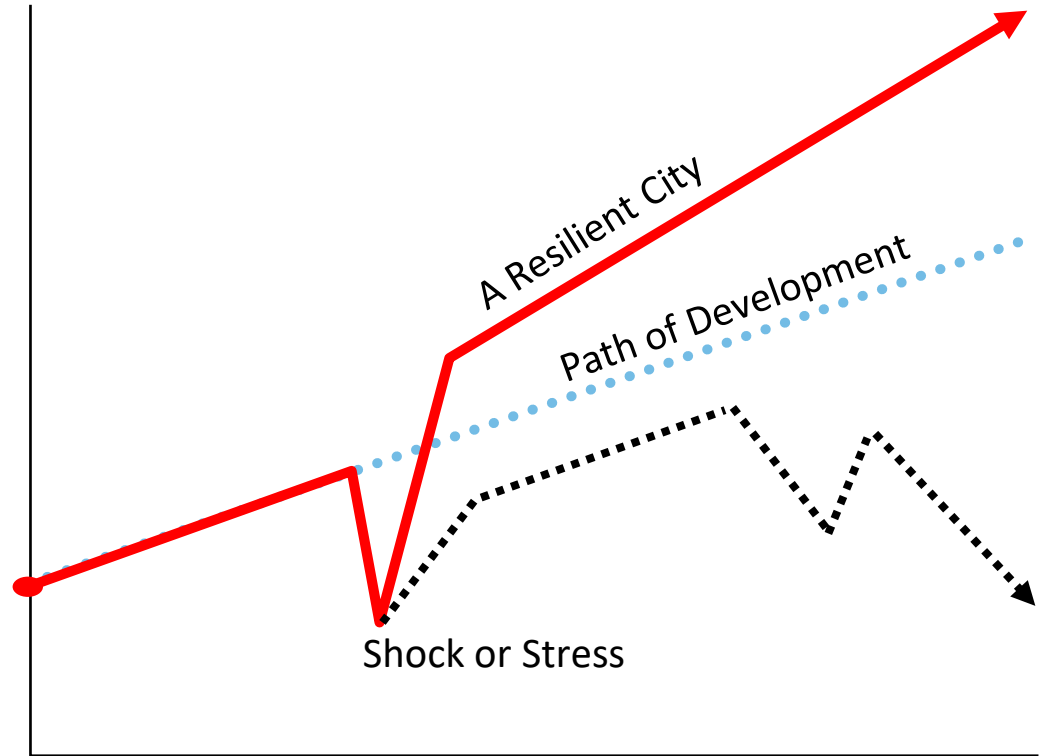 A Resilient City
Path of Development
Shock or Stress